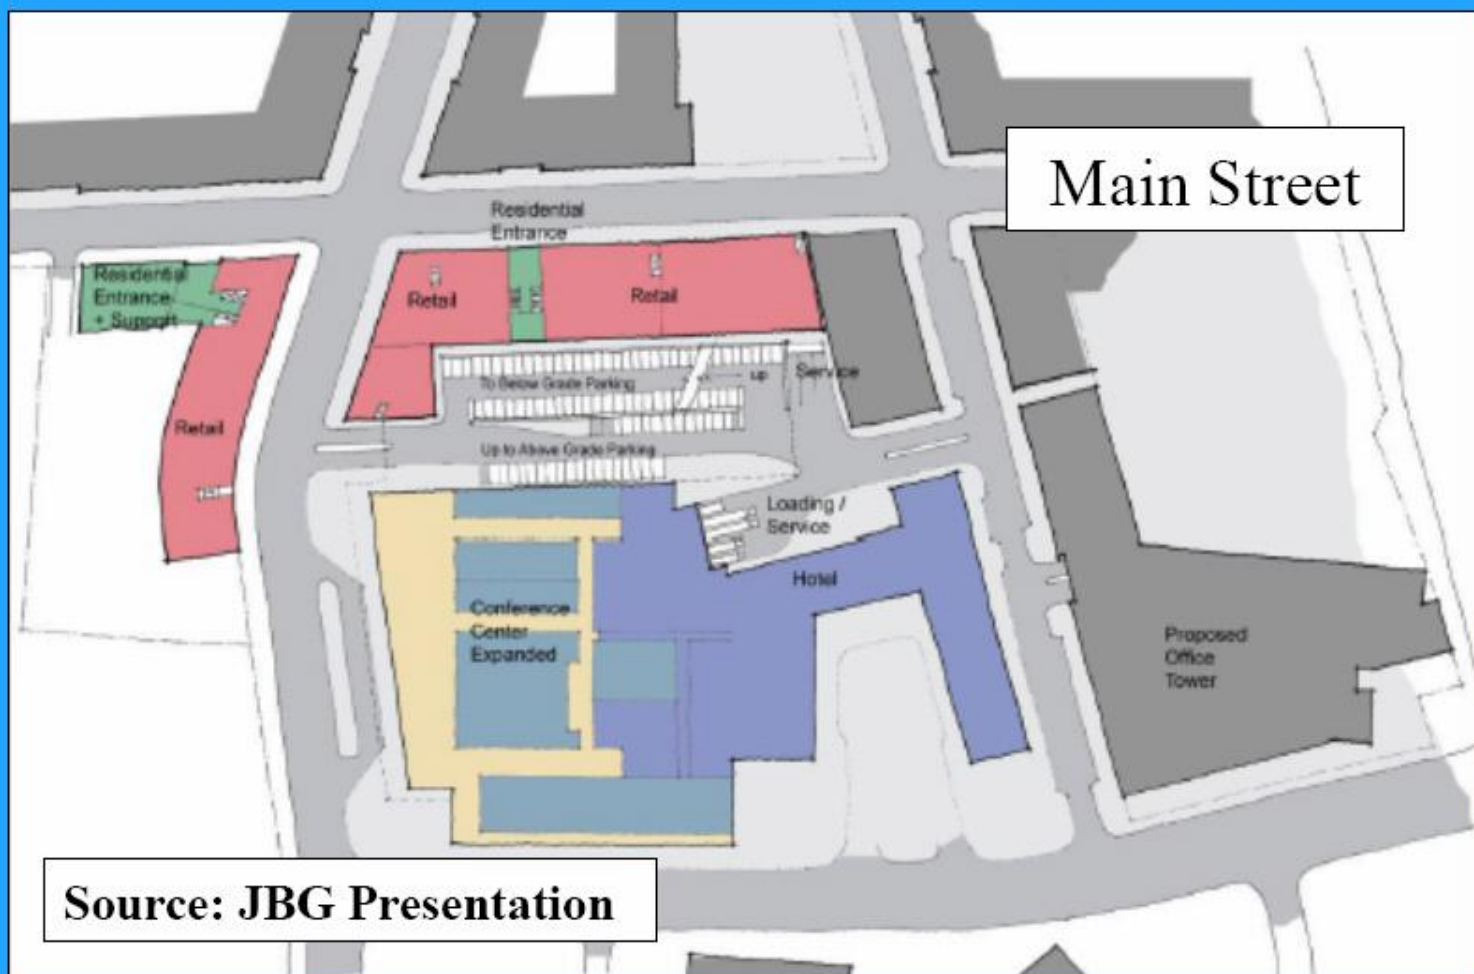 Main Street
Residential
Entrance
Residential
Entrance
+ Support
Retail
Retail
Retail
To Below Grade Parking
up
Service
Up to Above Grade Parking
Loading /
Service
Hotel
Conference
Center
Expanded
Proposed
Office
Tower
Source: JBG Presentation